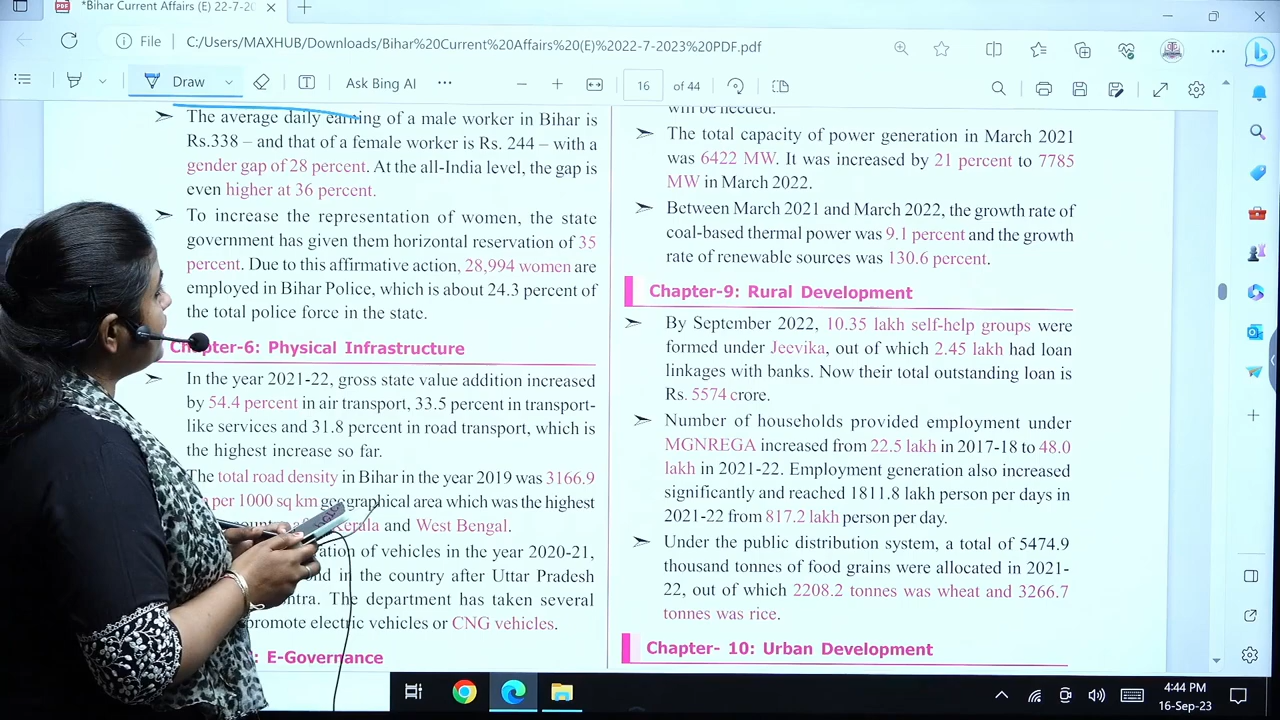 *Bihar Current Affairs (E) 22-7-20
File
C:/Users/MAXHUB/Downloads/Bihar%20Current%20Affairs%20(E)%2022-7-2023%20PDF.pdf
Draw
Ask Bing AI
16 of 44
The average daily earning of a male worker in Bihar is
Rs.338 – and that of a female worker is Rs. 244 – with a
gender gap of 28 percent. At the all-India level, the gap is
even higher at 36 percent.
To increase the representation of women, the state
government has given them horizontal reservation of 35
percent. Due to this affirmative action, 28,994 women are
employed in Bihar Police, which is about 24.3 percent of
the total police force in the state.
Chapter-6: Physical Infrastructure
In the year 2021-22, gross state value addition increased
by 54.4 percent in air transport, 33.5 percent in transport-
like services and 31.8 percent in road transport, which is
the highest increase so far.
The total road density in Bihar in the year 2019 was 3166.9
per 1000 sq km geographical area which was the highest
Kerala and West Bengal.
of vehicles in the year 2020-21,
in the country after Uttar Pradesh
The department has taken several
promote electric vehicles or CNG vehicles.
: E-Governance
will be needed.
The total capacity of power generation in March 2021
was 6422 MW. It was increased by 21 percent to 7785
MW in March 2022.
Between March 2021 and March 2022, the growth rate of
coal-based thermal power was 9.1 percent and the growth
rate of renewable sources was 130.6 percent.
Chapter-9: Rural Development
By September 2022, 10.35 lakh self-help groups were
formed under Jeevika, out of which 2.45 lakh had loan
linkages with banks. Now their total outstanding loan is
Rs. 5574 crore.
Number of households provided employment under
MGNREGA increased from 22.5 lakh in 2017-18 to 48.0
lakh in 2021-22. Employment generation also increased
significantly and reached 1811.8 lakh person per days in
2021-22 from 817.2 lakh person per day.
Under the public distribution system, a total of 5474.9
thousand tonnes of food grains were allocated in 2021-
22, out of which 2208.2 tonnes was wheat and 3266.7
tonnes was rice.
Chapter- 10: Urban Development
4:44 PM
16-Sep-23